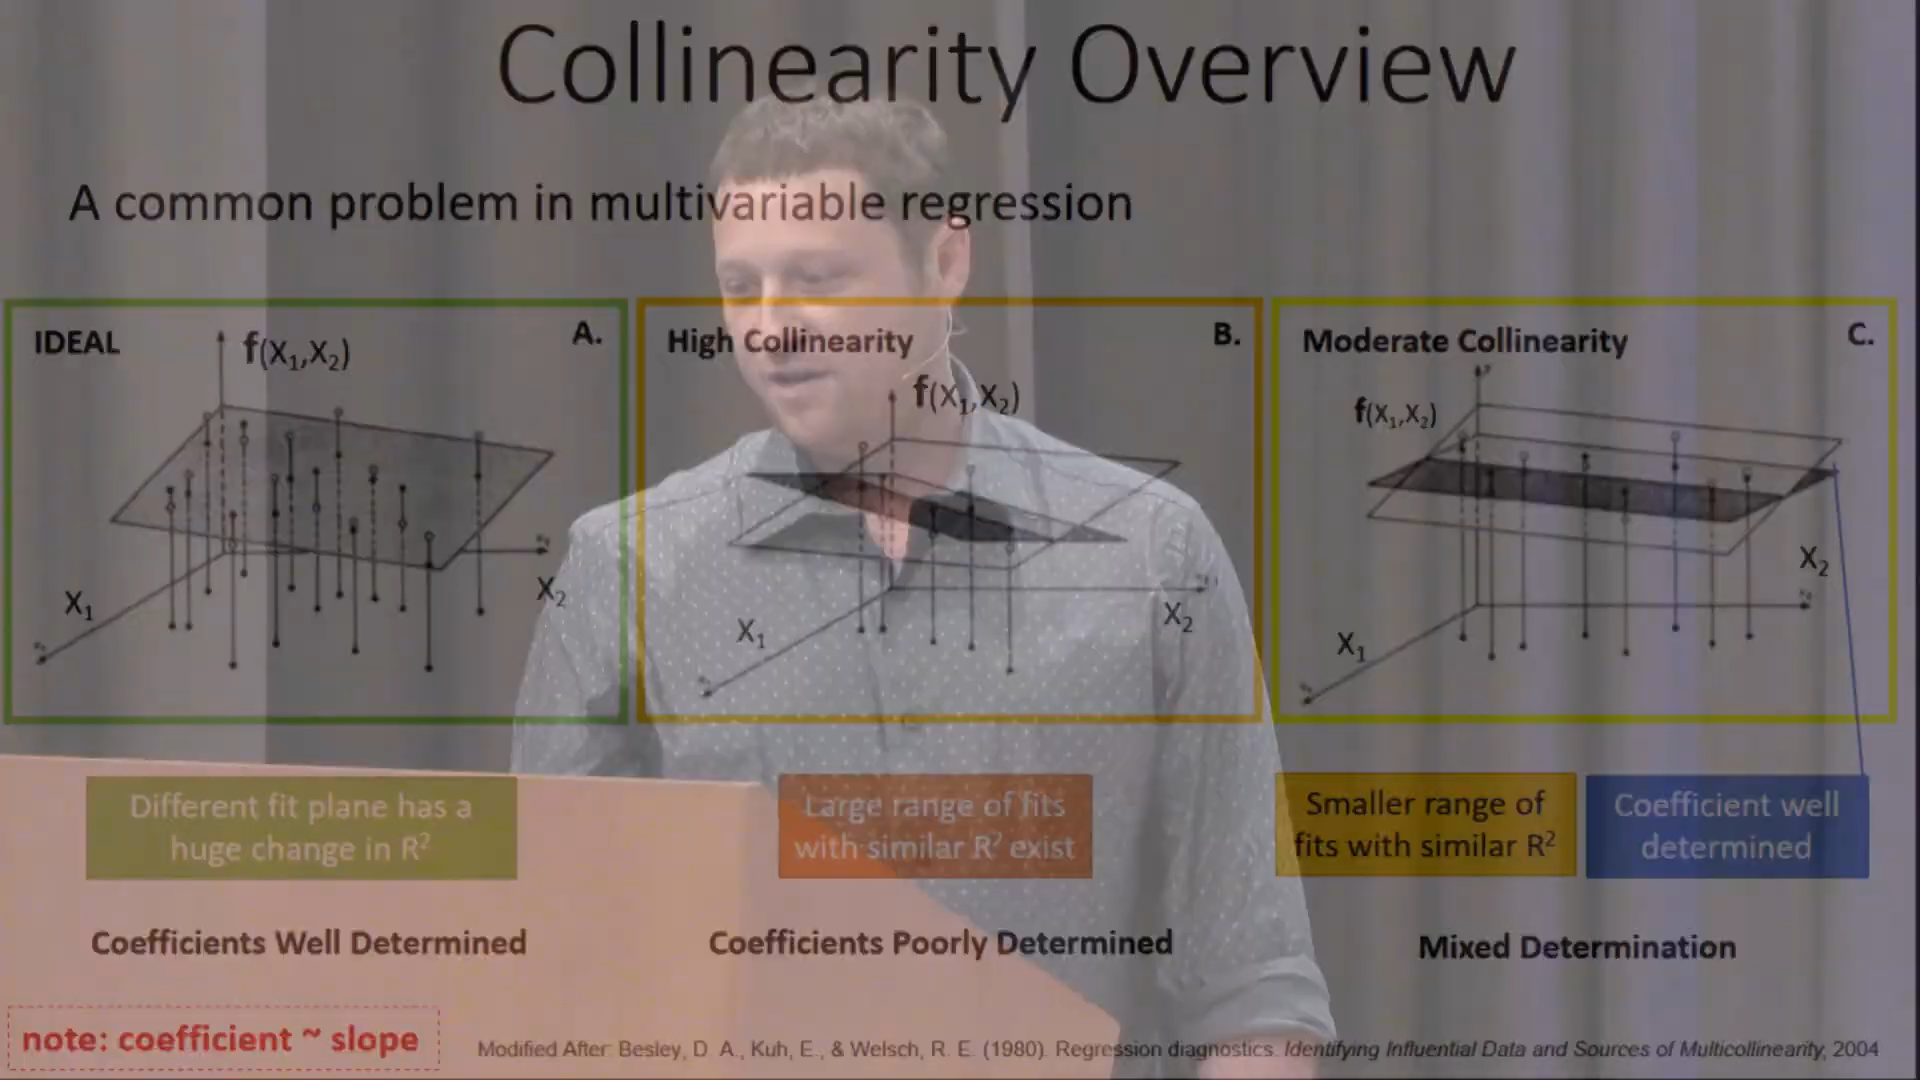 Collinearity Overview
A common problem in multivariable regression
IDEAL
A.
f(X₁,X₂)
X₁
X₂
High Collinearity
B.
f(X₁,X₂)
X₁
X₂
Moderate Collinearity
C.
f(X₁,X₂)
X₁
X₂
Different fit plane has a
huge change in R²
Large range of fits
with similar R² exist
Smaller range of
fits with similar R²
Coefficient well
determined
Coefficients Well Determined
Coefficients Poorly Determined
Mixed Determination
note: coefficient ~ slope
Modified After: Besley, D. A., Kuh, E., & Welsch, R. E. (1980). Regression diagnostics. Identifying Influential Data and Sources of Multicollinearity, 2004